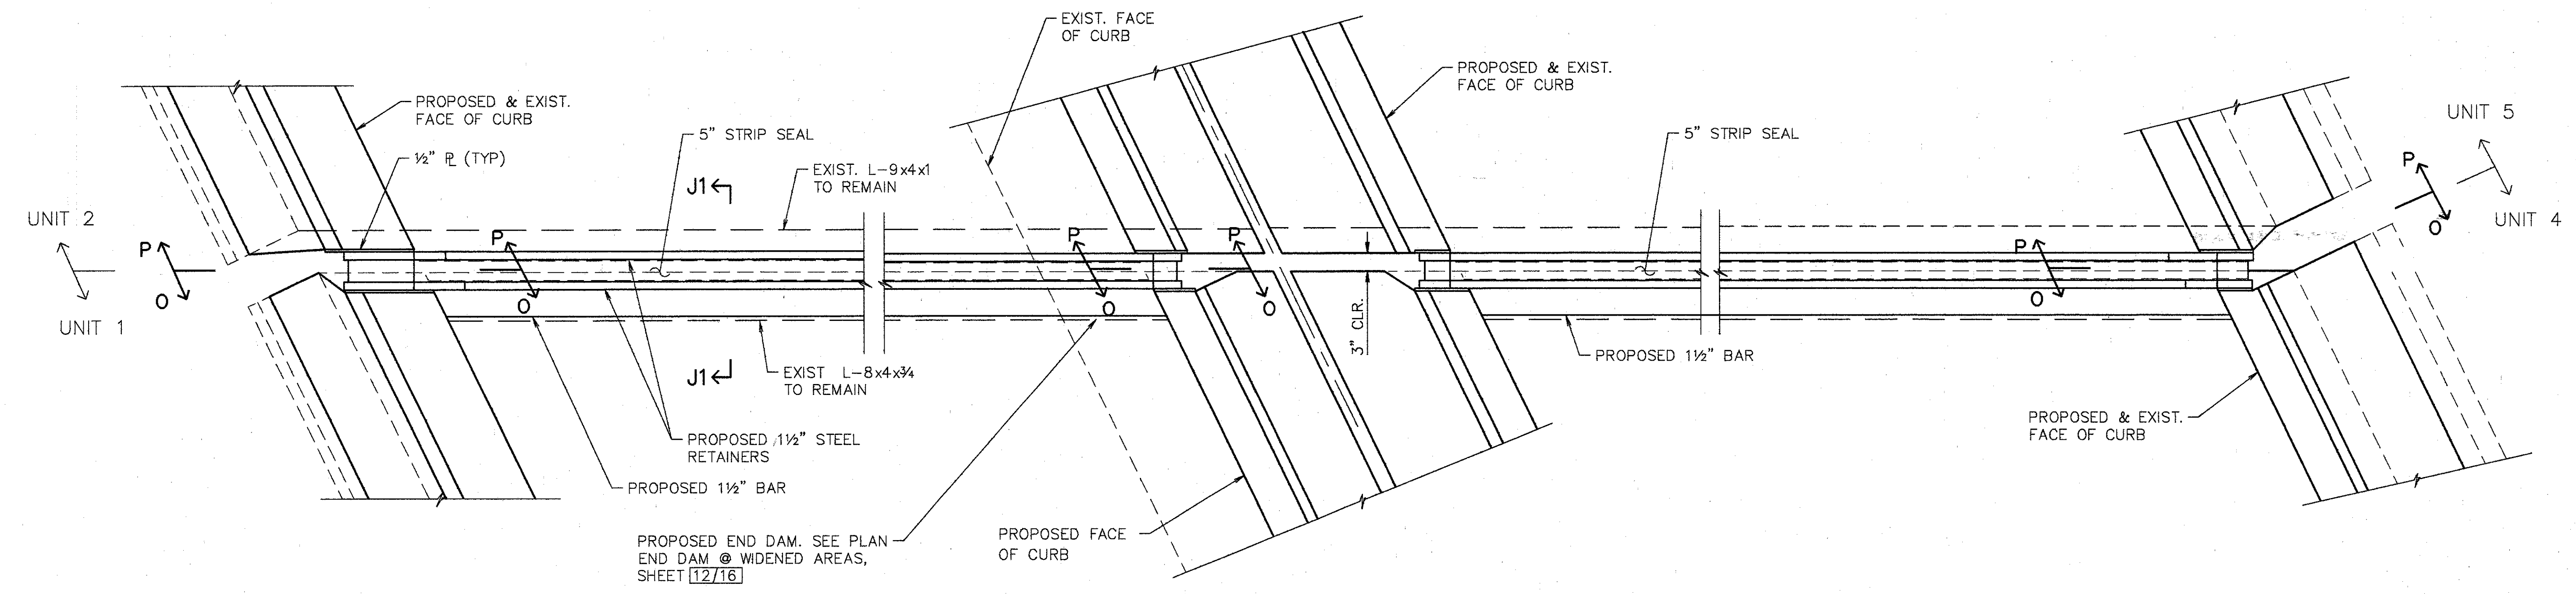 EXIST. FACE
OF CURB
PROPOSED & EXIST.
FACE OF CURB
PROPOSED & EXIST.
FACE OF CURB
½" ℄ (TYP)
5" STRIP SEAL
5" STRIP SEAL
EXIST. L-9x4x1
TO REMAIN
J1
UNIT 5
UNIT 4
P
O
UNIT 2
UNIT 1
P
O
P
O
P
O
P
O
P
O
3" CLR.
J1
EXIST L-8x4x¾
TO REMAIN
PROPOSED 1½" BAR
PROPOSED 1½" STEEL
RETAINERS
PROPOSED 1½" BAR
PROPOSED & EXIST.
FACE OF CURB
PROPOSED END DAM. SEE PLAN
END DAM @ WIDENED AREAS,
SHEET 12/16
PROPOSED FACE
OF CURB